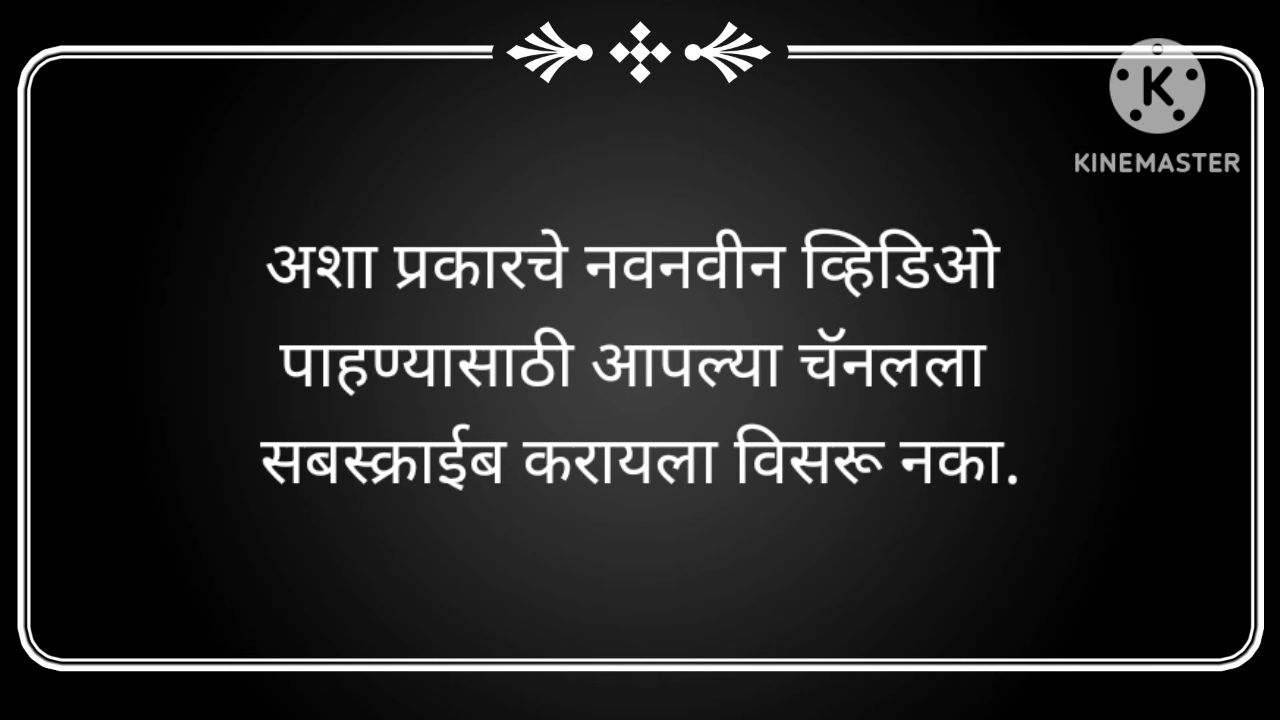 KINEMASTER
अशा प्रकारचे नवनवीन व्हिडिओ
पाहण्यासाठी आपल्या चॅनलला
सबस्क्राईब करायला विसरू नका.